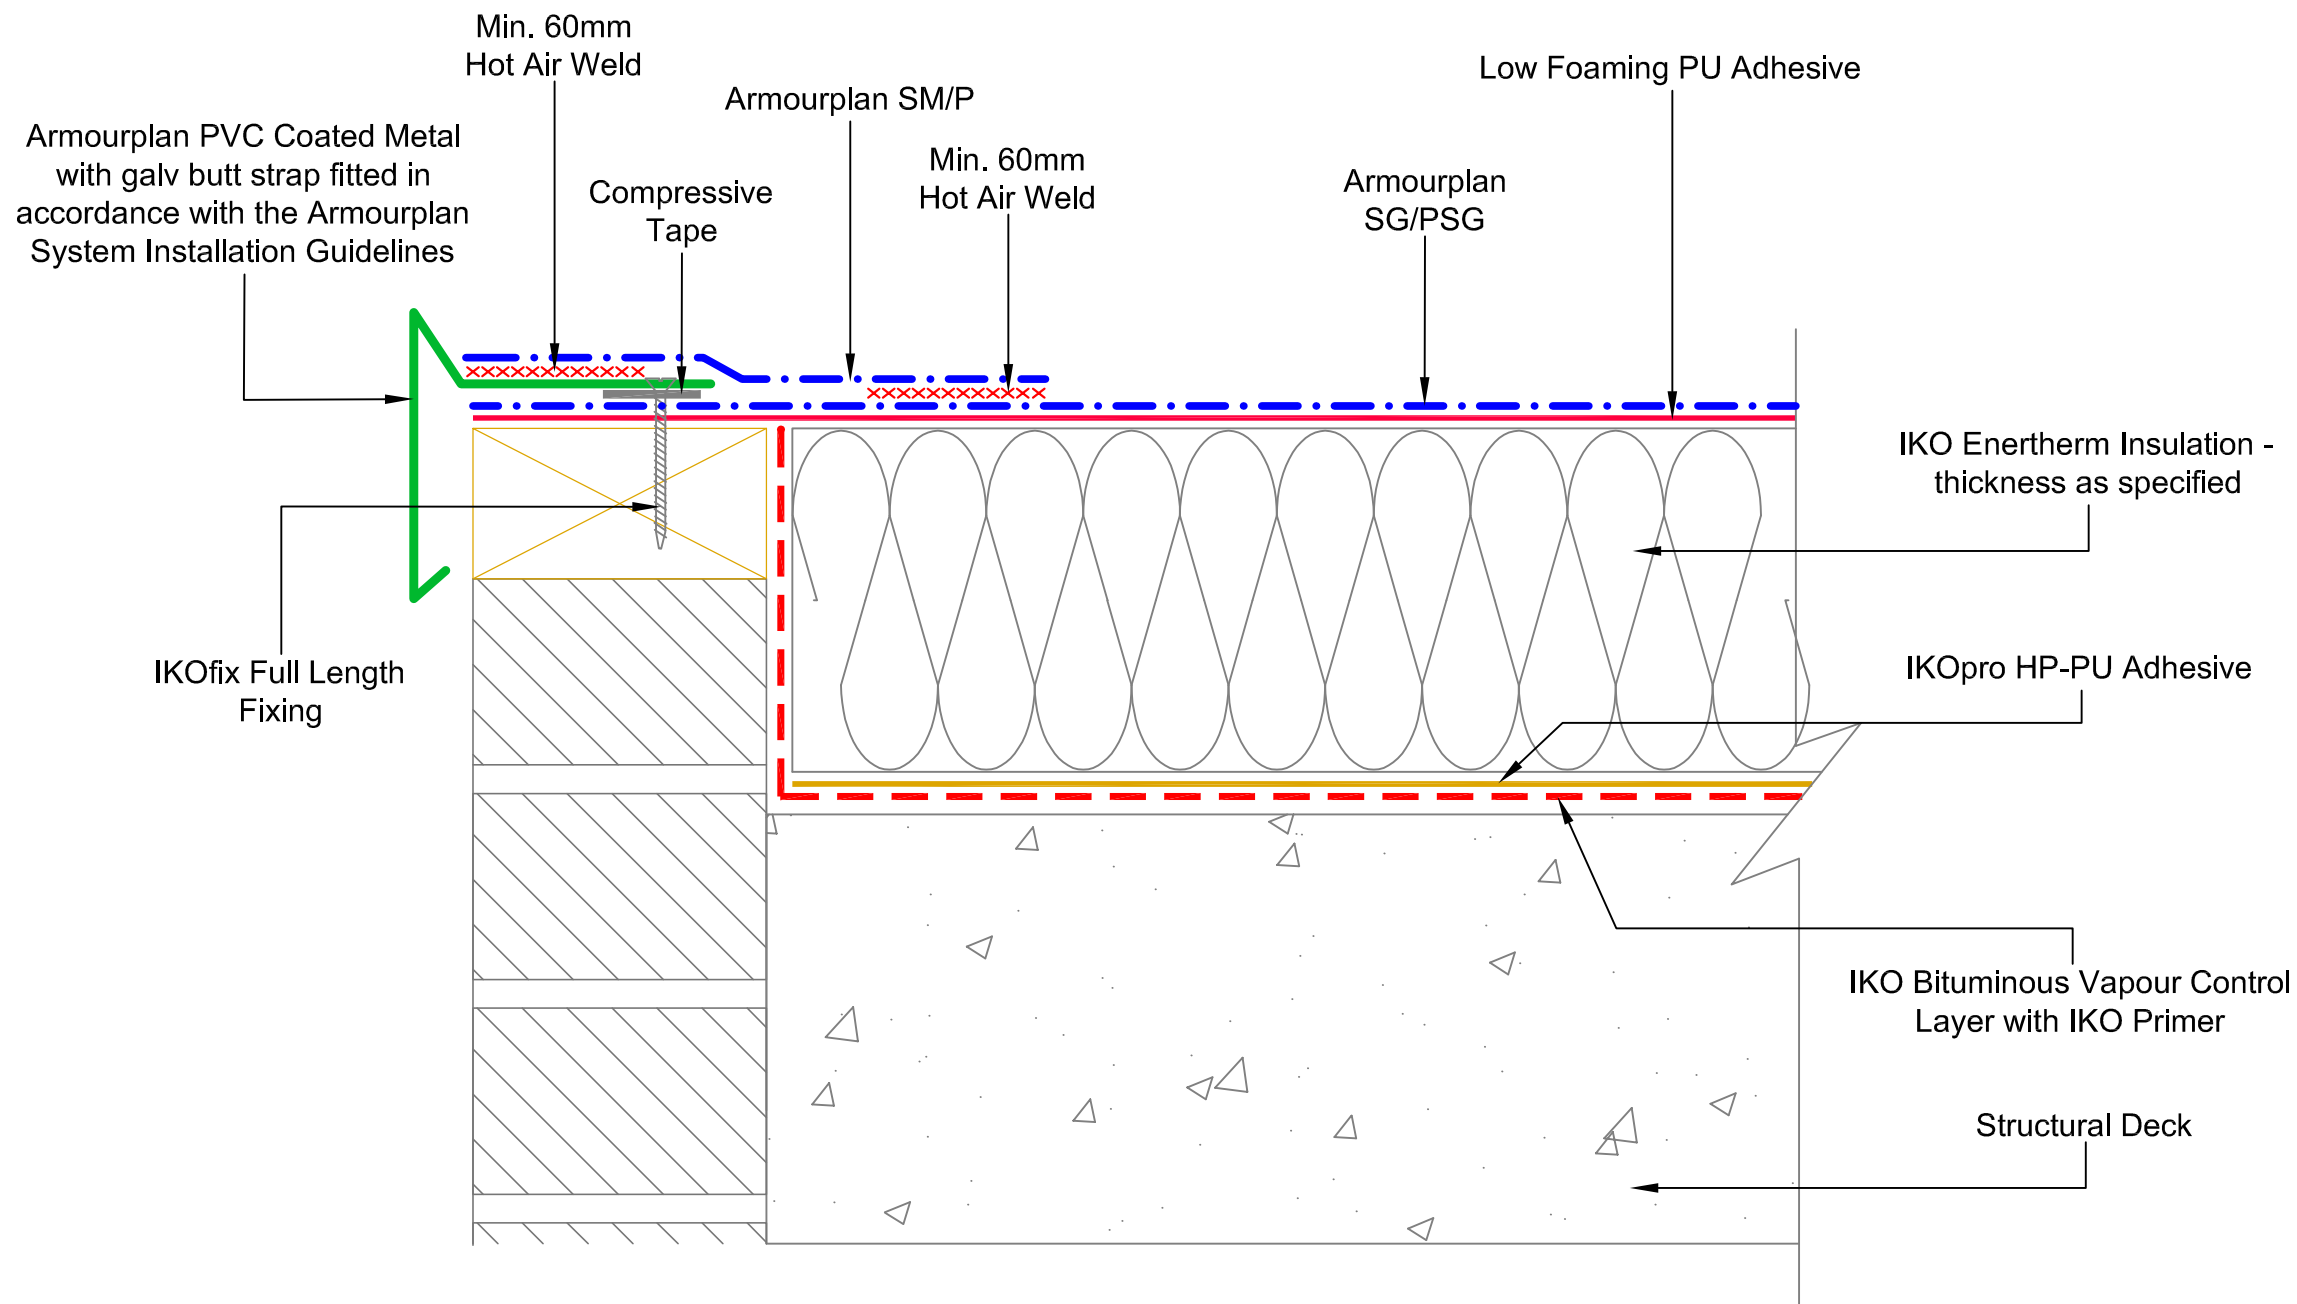 Min. 60mm
Hot Air Weld
Low Foaming PU Adhesive
Armourplan SM/P
Armourplan PVC Coated Metal
with galv butt strap fitted in
accordance with the Armourplan
System Installation Guidelines
Min. 60mm
Hot Air Weld
Compressive
Tape
Armourplan
SG/PSG
IKO Enertherm Insulation -
thickness as specified
IKOfix Full Length
Fixing
IKOpro HP-PU Adhesive
IKO Bituminous Vapour Control
Layer with IKO Primer
Structural Deck